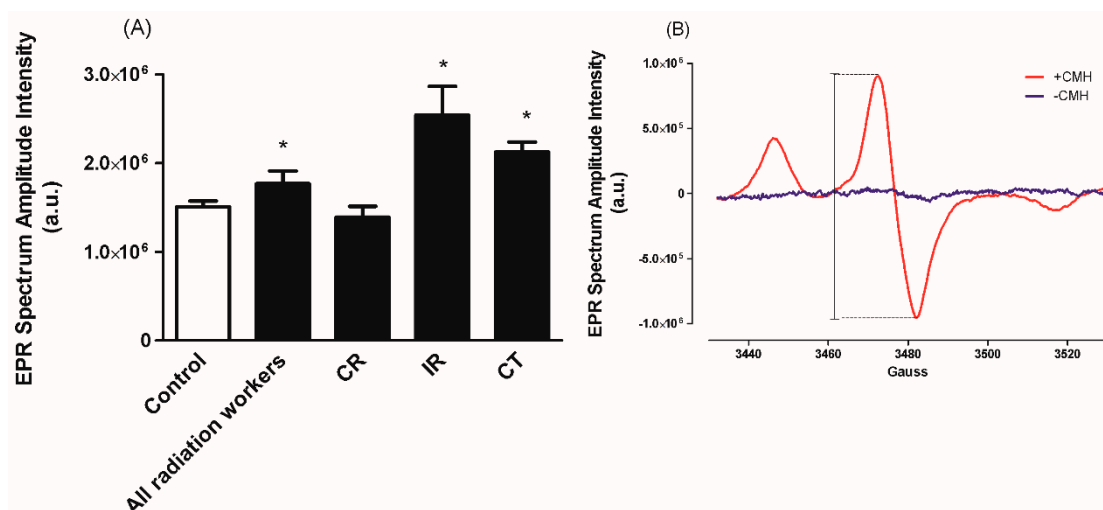 (A)
EPR Spectrum Amplitude Intensity
(a.u.)
3.0×10⁶
2.0×10⁶
1.0×10⁶
0
*
*
*
Control
All radiation workers
CR
IR
CT
(B)
EPR Spectrum Amplitude Intensity
(a.u.)
1.0×10⁶
5.0×10⁵
0
-5.0×10⁵
-1.0×10⁶
+CMH
-CMH
3440 3460 3480 3500 3520
Gauss